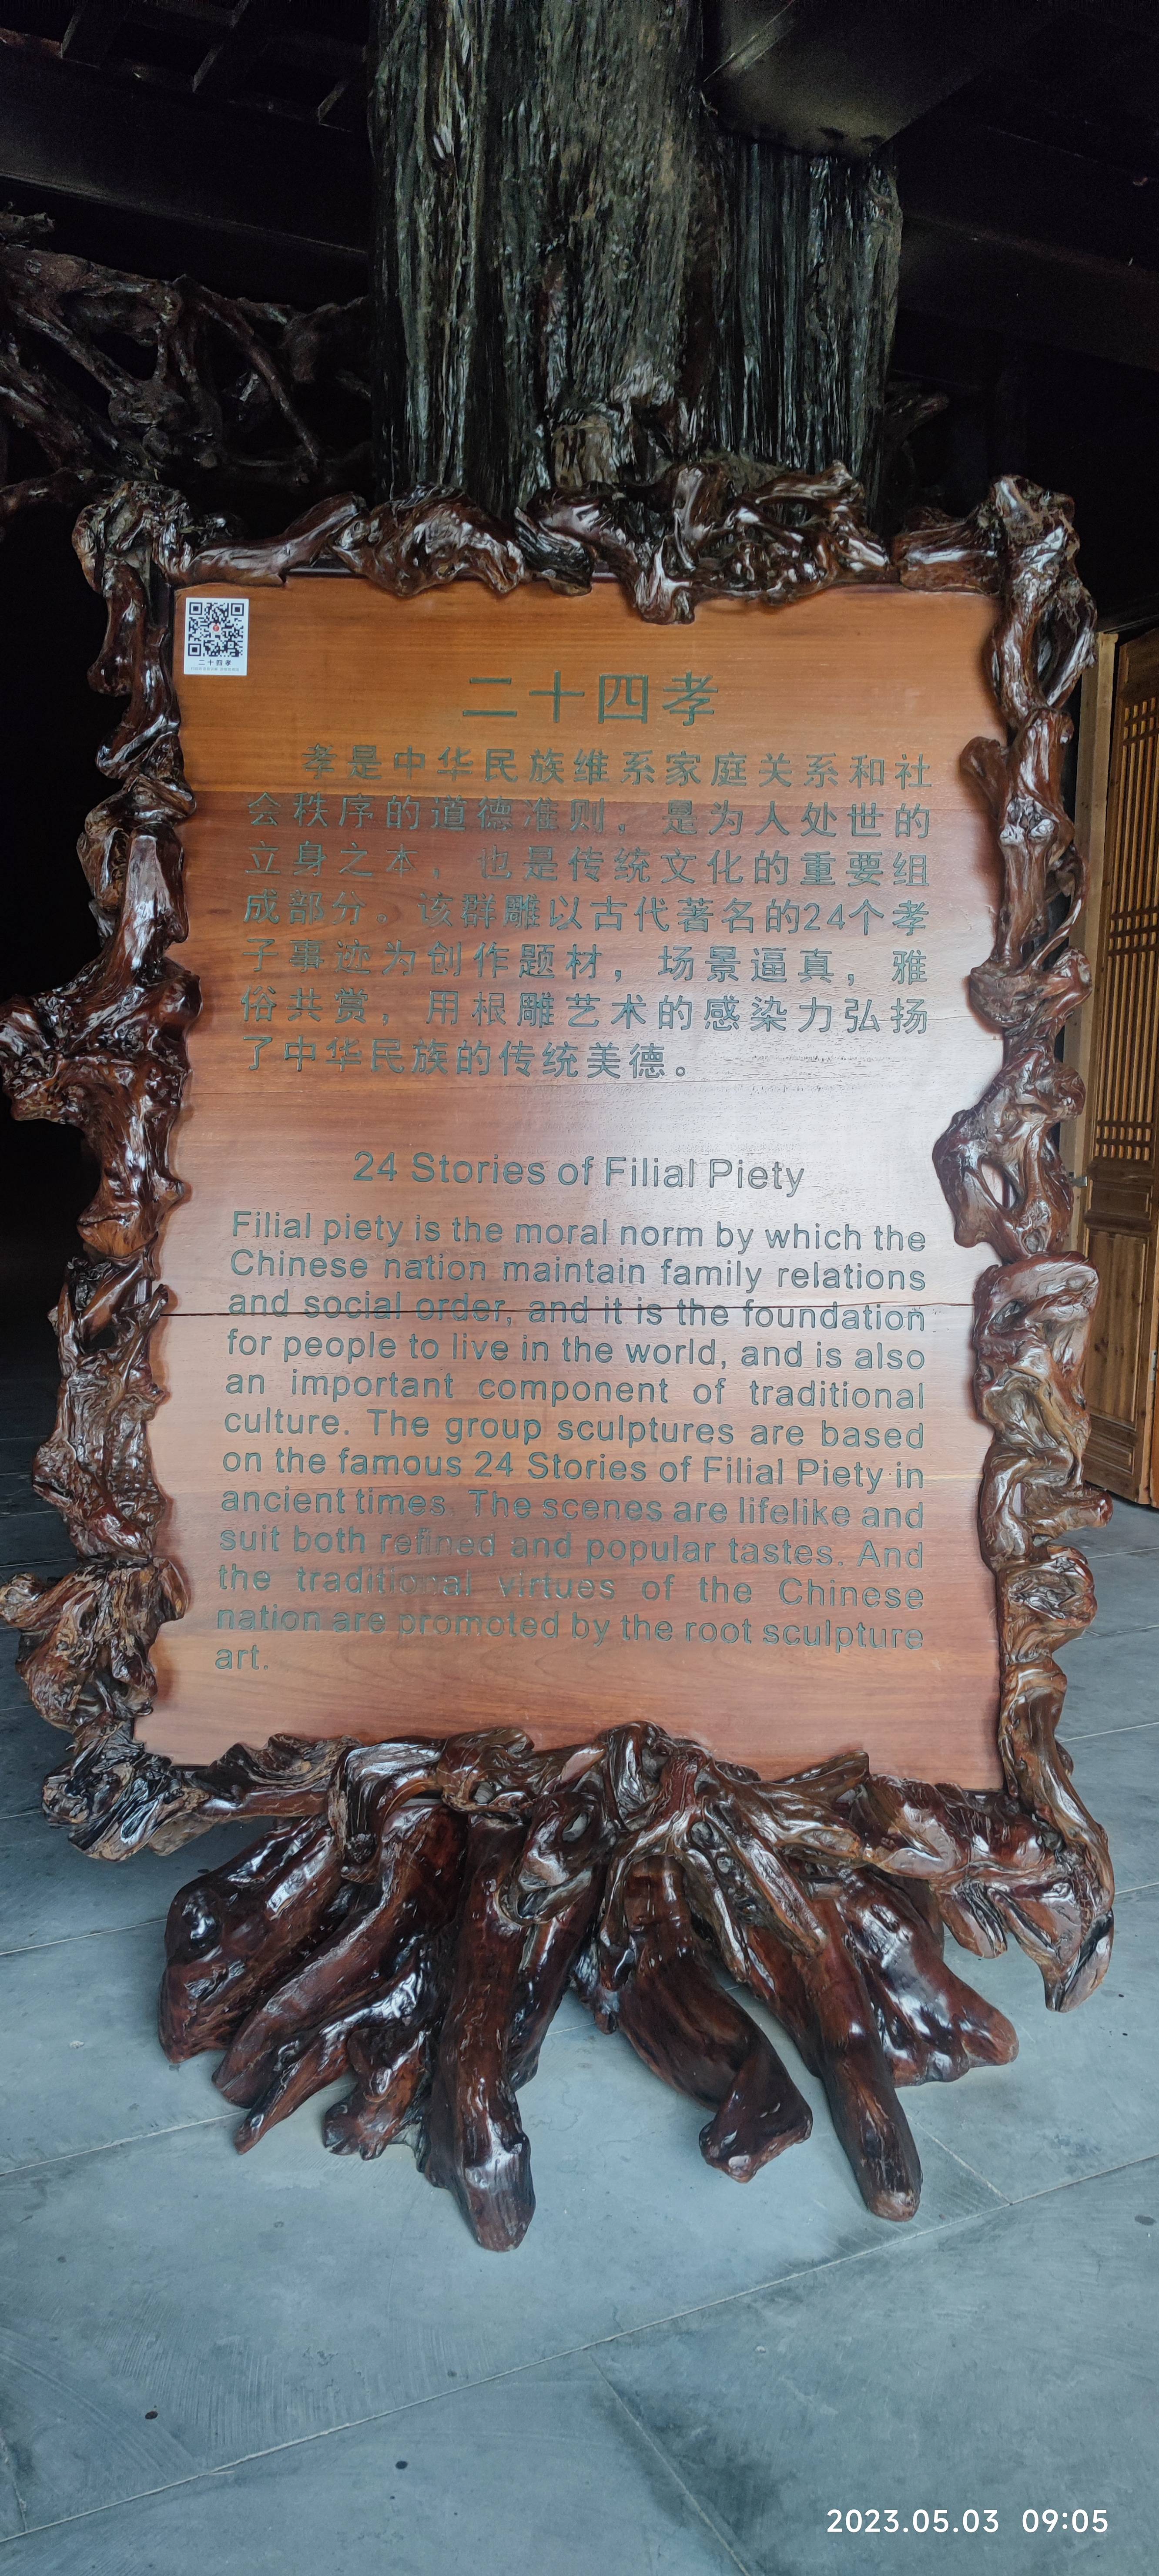 二十四孝
二十四孝
孝是中华民族维系家庭关系和社
会秩序的道德准则，是为人处世的
立身之本，也是传统文化的重要组
成部分。该群雕以古代著名的24个孝
子事迹为创作题材，场景逼真，雅
俗共赏，用根雕艺术的感染力弘扬
了中华民族的传统美德。
24 Stories of Filial Piety
Filial piety is the moral norm by which the
Chinese nation maintain family relations
and social order, and it is the foundation
for people to live in the world, and is also
an important component of traditional
culture. The group sculptures are based
on the famous 24 Stories of Filial Piety in
ancient times. The scenes are lifelike and
suit both refined and popular tastes. And
the traditional virtues of the Chinese
nation are promoted by the root sculpture
art.
2023.05.03 09:05